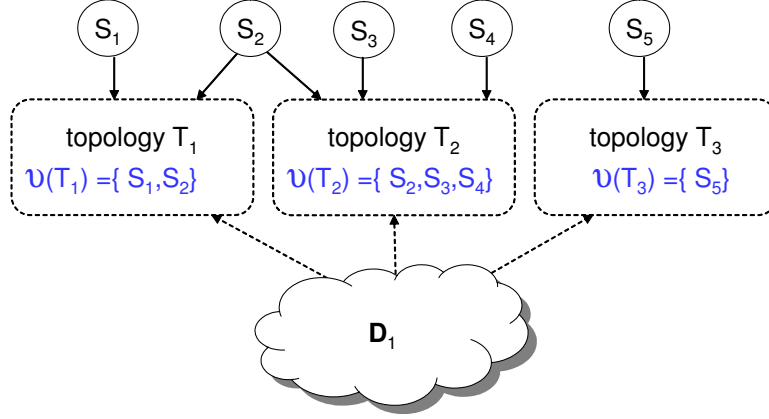 S₁ S₂ S₃ S₄ S₅
topology T₁ topology T₂ topology T₃
υ(T₁) ={ S₁,S₂} υ(T₂) ={ S₂,S₃,S₄} υ(T₃) ={ S₅}
D₁